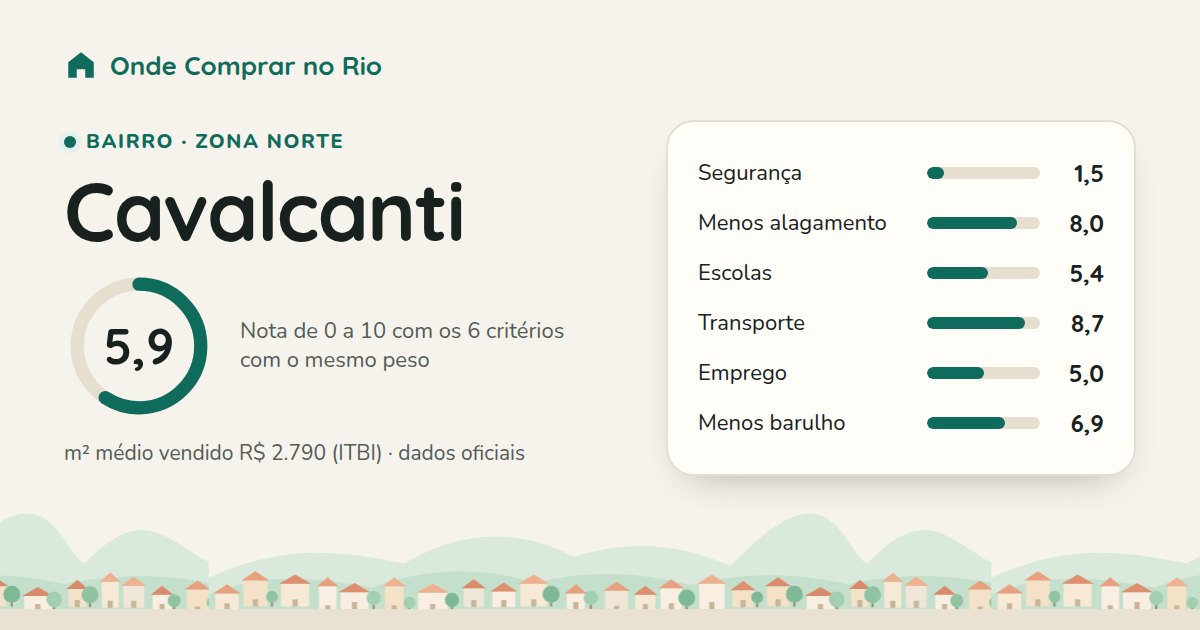 Onde Comprar no Rio
BAIRRO · ZONA NORTE
Cavalcanti
5,9
Nota de 0 a 10 com os 6 critérios
com o mesmo peso
m² médio vendido R$ 2.790 (ITBI) · dados oficiais
Segurança 1,5
Menos alagamento 8,0
Escolas 5,4
Transporte 8,7
Emprego 5,0
Menos barulho 6,9